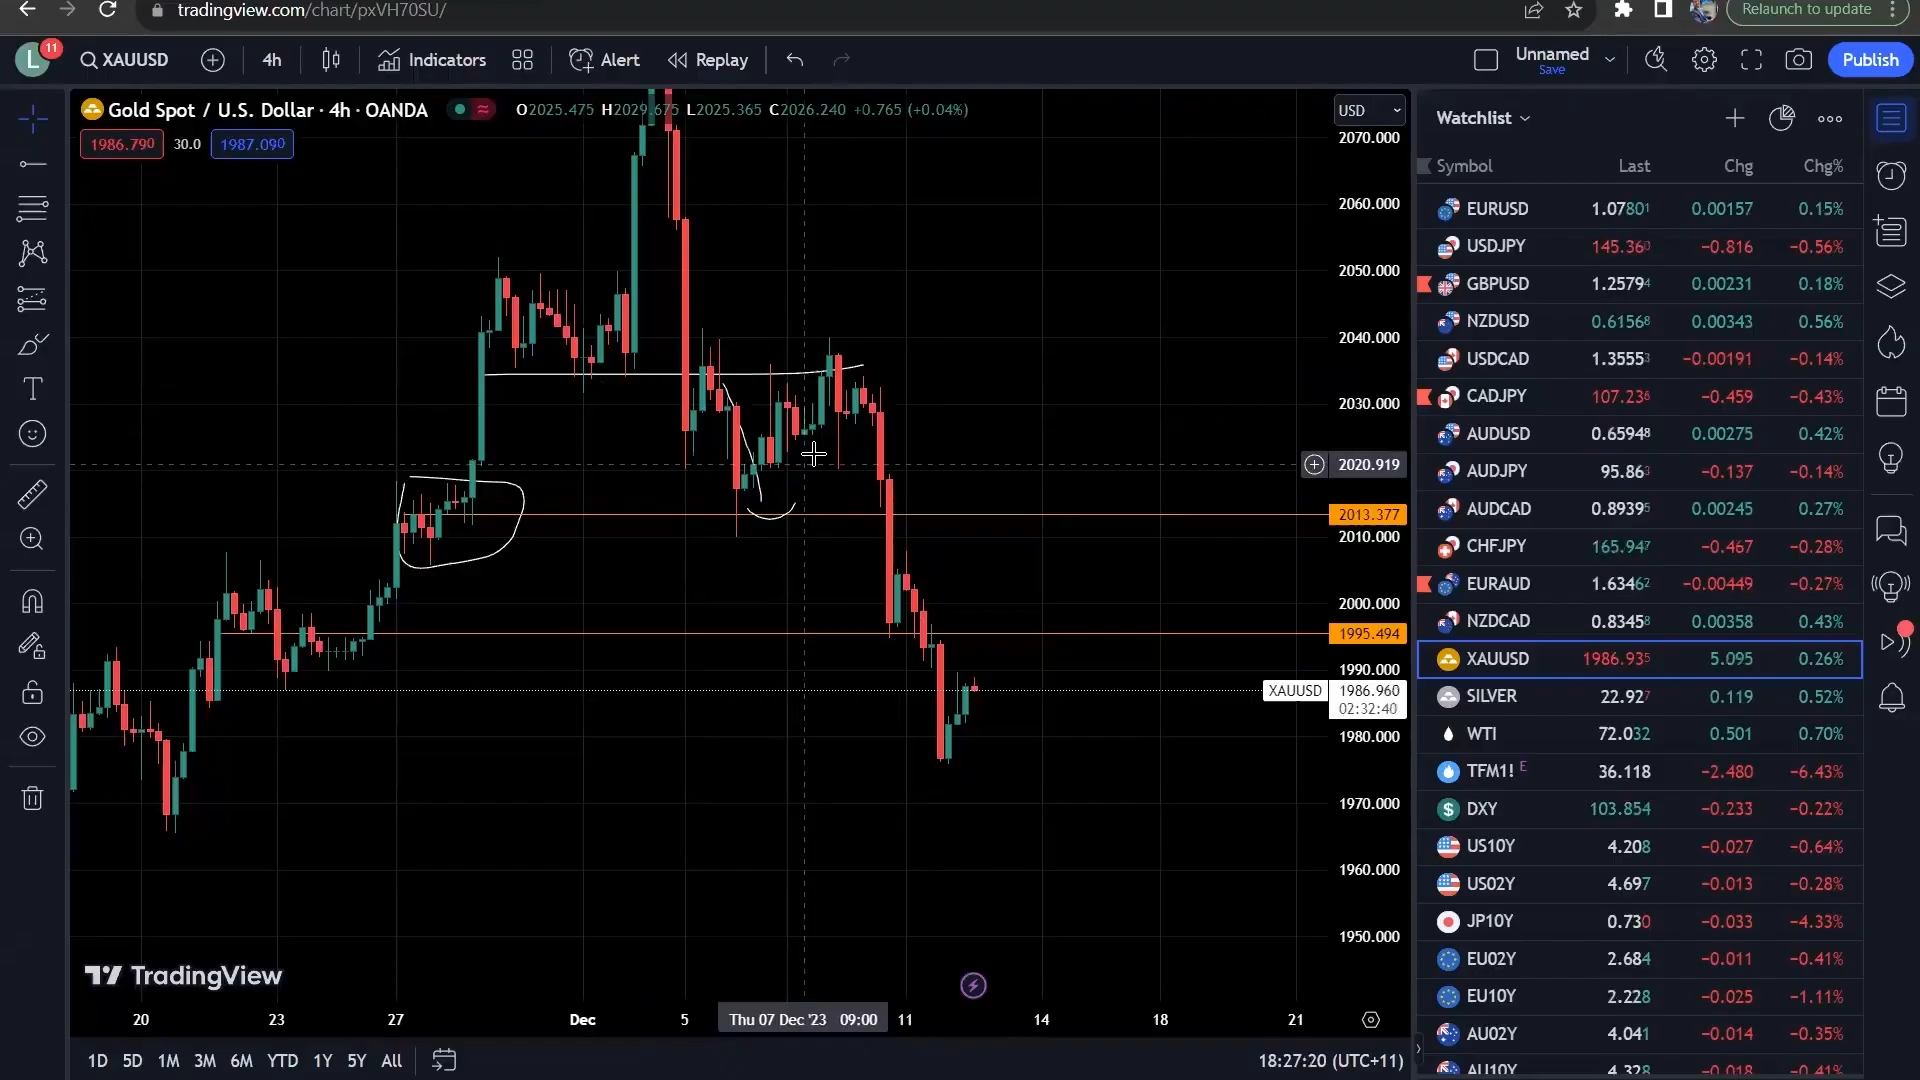 tradingview.com/chart/pxVH70SU/
Relaunch to update
L 11 XAUUSD 4h Indicators Alert Replay Unnamed Save Publish
Gold Spot / U.S. Dollar · 4h · OANDA O2025.475 H2029.675 L2025.365 C2026.240 +0.765 (+0.04%)
1986.790 30.0 1987.090
USD
2070.000
2060.000
2050.000
2040.000
2030.000
2020.919
2013.377
2010.000
2000.000
1995.494
1990.000
XAUUSD 1986.960
02:32:40
1980.000
1970.000
1960.000
1950.000
TradingView
20 23 27 Dec 5 Thu 07 Dec '23 09:00 11 14 18 21
1D 5D 1M 3M 6M YTD 1Y 5Y All 18:27:20 (UTC+11)
Watchlist
Symbol Last Chg Chg%
EURUSD 1.07801 0.00157 0.15%
USDJPY 145.360 −0.816 −0.56%
GBPUSD 1.25794 0.00231 0.18%
NZDUSD 0.61568 0.00343 0.56%
USDCAD 1.35553 −0.00191 −0.14%
CADJPY 107.236 −0.459 −0.43%
AUDUSD 0.65948 0.00275 0.42%
AUDJPY 95.863 −0.137 −0.14%
AUDCAD 0.89395 0.00245 0.27%
CHFJPY 165.947 −0.467 −0.28%
EURAUD 1.63462 −0.00449 −0.27%
NZDCAD 0.83458 0.00358 0.43%
XAUUSD 1986.935 5.095 0.26%
SILVER 22.927 0.119 0.52%
WTI 72.032 0.501 0.70%
TFM1! E 36.118 −2.480 −6.43%
DXY 103.854 −0.233 −0.22%
US10Y 4.208 −0.027 −0.64%
US02Y 4.697 −0.013 −0.28%
JP10Y 0.730 −0.033 −4.33%
EU02Y 2.684 −0.011 −0.41%
EU10Y 2.228 −0.025 −1.11%
AU02Y 4.041 −0.014 −0.35%
AU10Y 4.328 −0.018 −0.41%